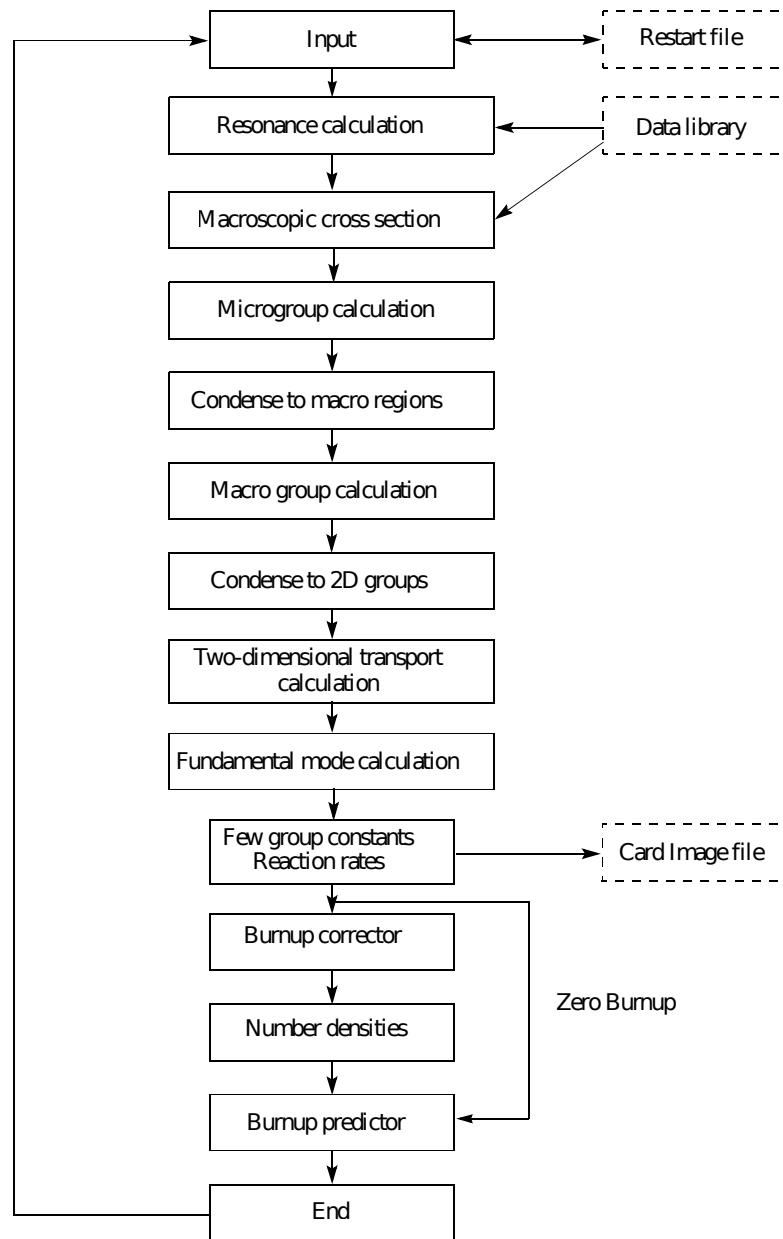 Input
Restart file
Resonance calculation
Data library
Macroscopic cross section
Microgroup calculation
Condense to macro regions
Macro group calculation
Condense to 2D groups
Two-dimensional transport
calculation
Fundamental mode calculation
Few group constants
Reaction rates
Card Image file
Burnup corrector
Zero Burnup
Number densities
Burnup predictor
End